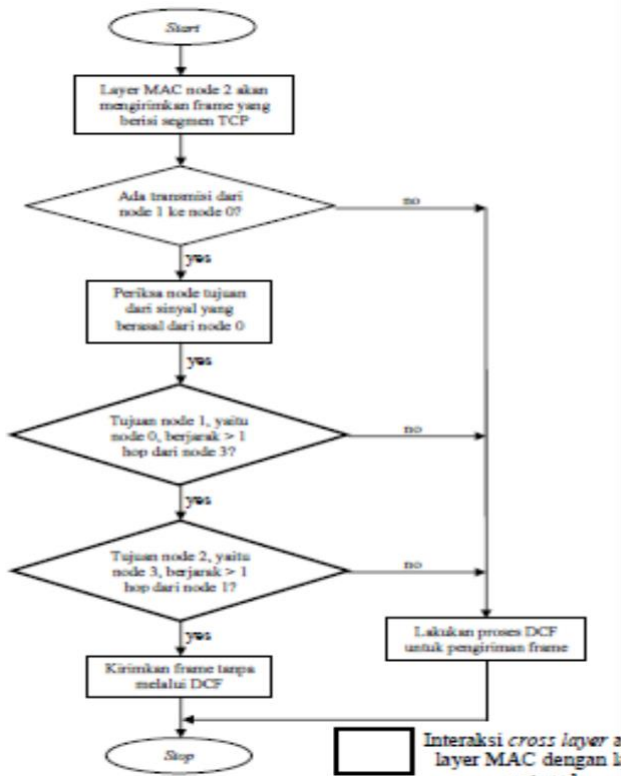 Start
Layer MAC node 2 akan
mengirimkan frame yang
berisi segmen TCP
Ada transmisi dari
node 1 ke node 0?
no
yes
Periksa node tujuan
dari sinyal yang
berasal dari node 0
yes
Tujuan node 1, yaitu
node 0, berjarak > 1
hop dari node 3?
no
yes
Tujuan node 2, yaitu
node 3, berjarak > 1
hop dari node 1?
no
yes
Lakukan proses DCF
untuk pengiriman frame
Kirimkan frame tanpa
melalui DCF
Stop
Interaksi cross layer a
layer MAC dengan la